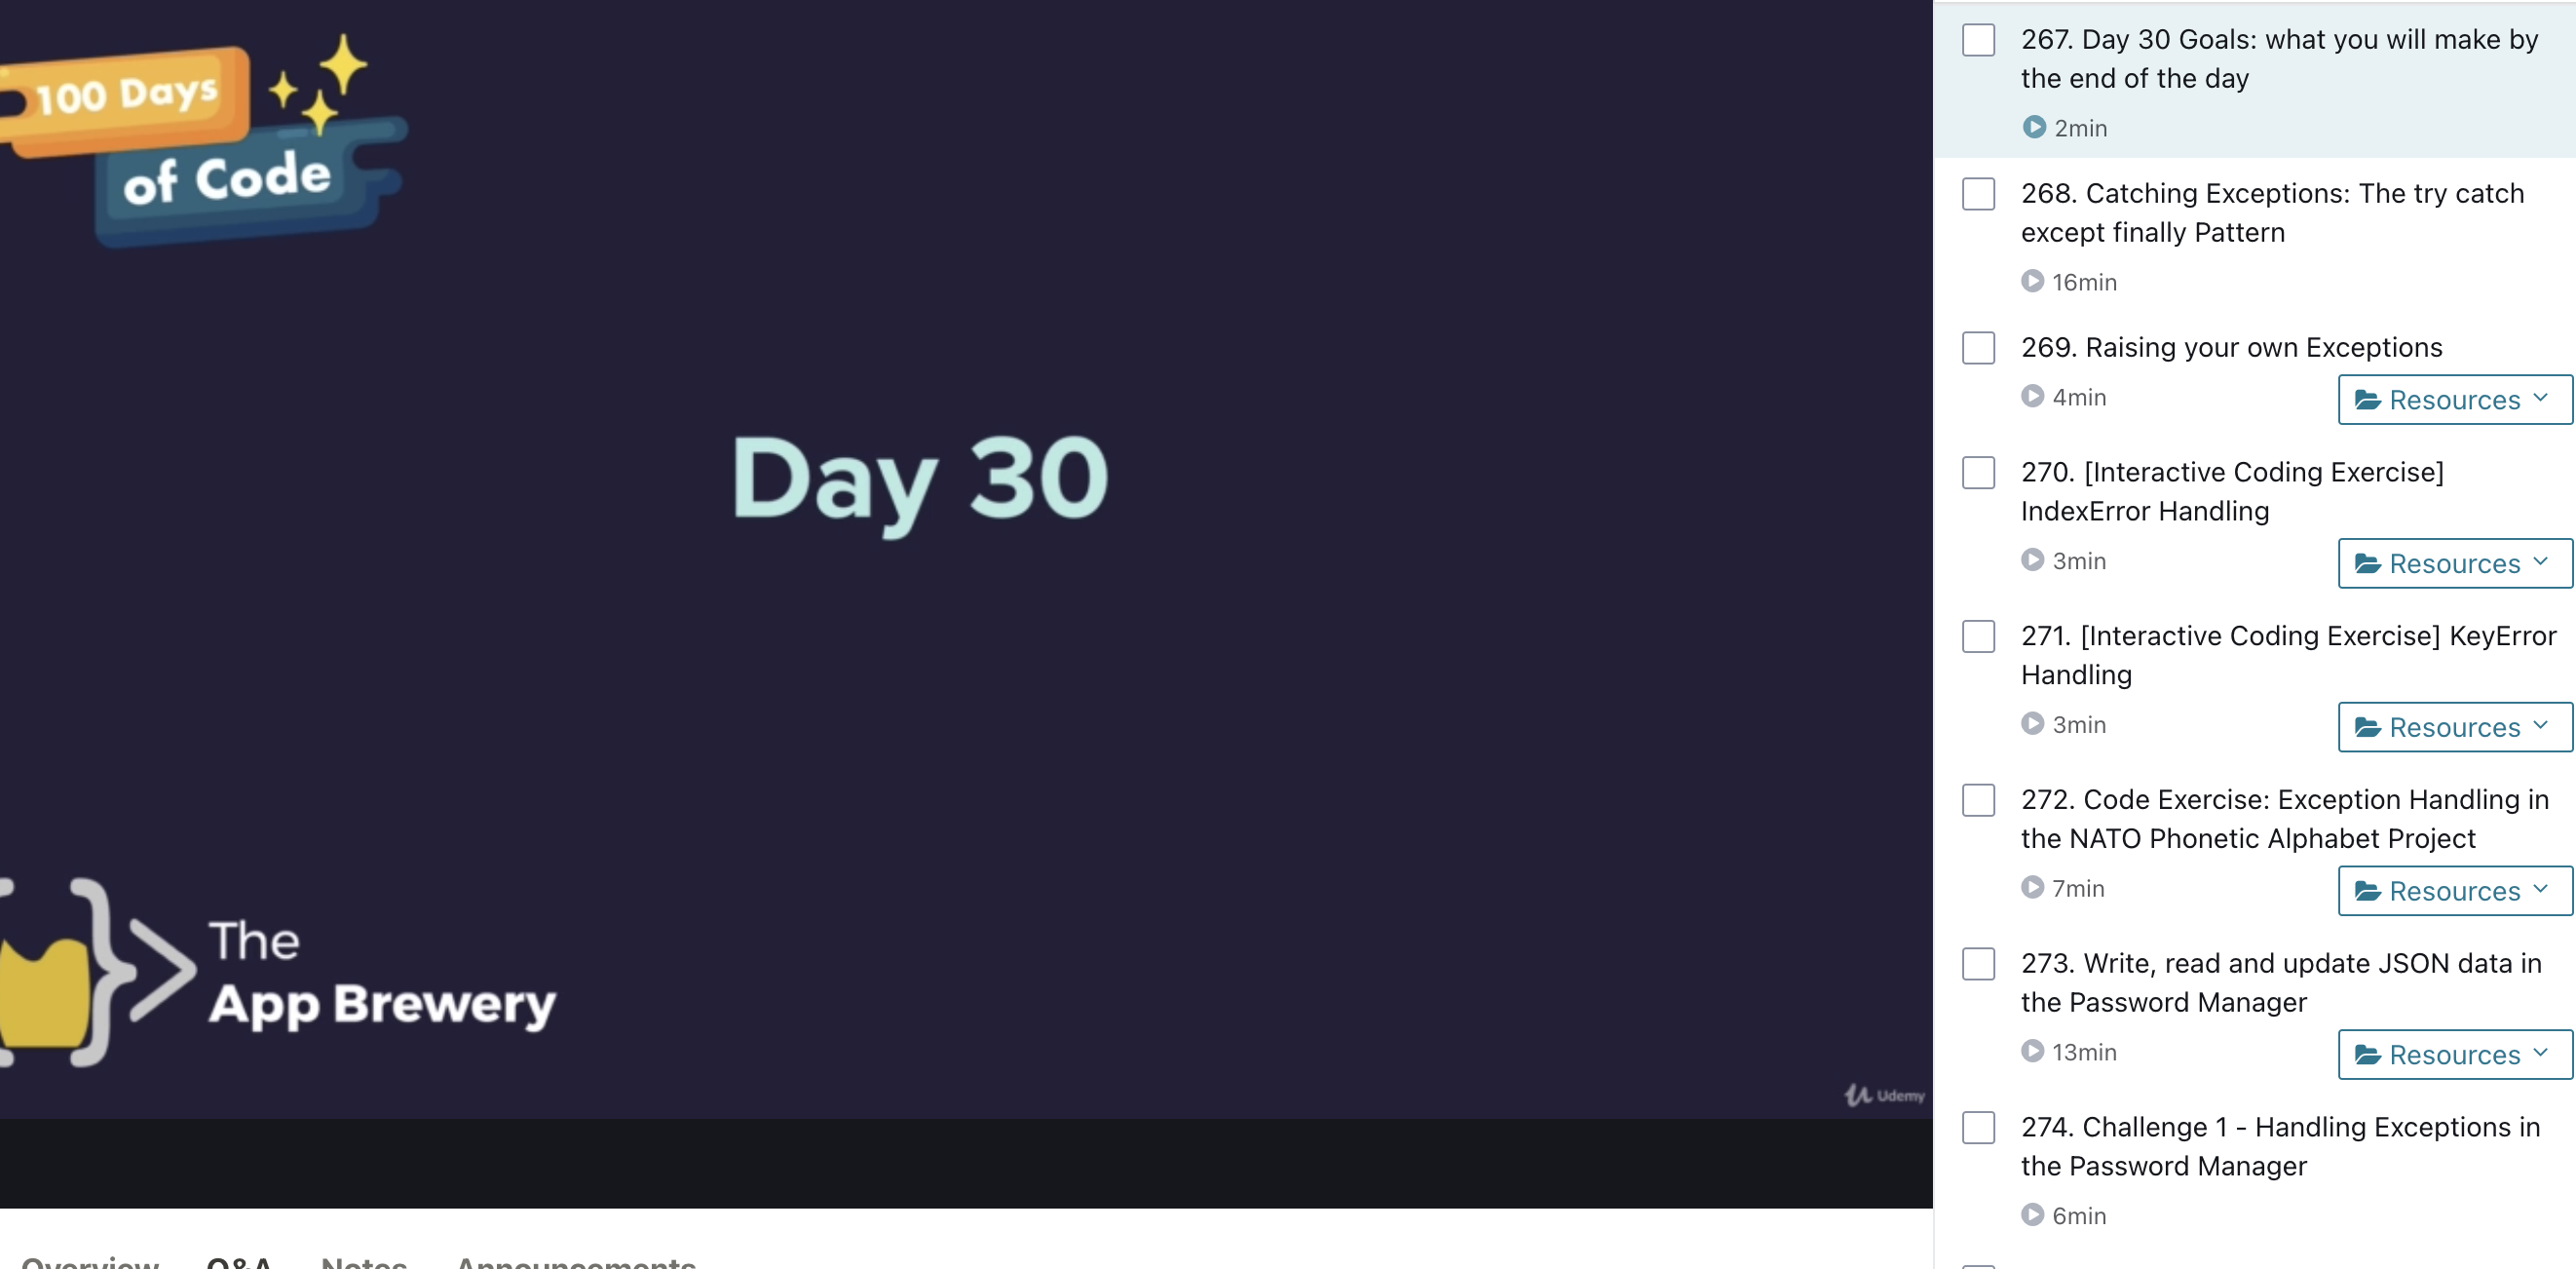 100 Days
of Code
Day 30
The
App Brewery
Udemy
Overview Q&A Notes Announcements
267. Day 30 Goals: what you will make by
the end of the day
2min
268. Catching Exceptions: The try catch
except finally Pattern
16min
269. Raising your own Exceptions
4min
Resources
270. [Interactive Coding Exercise]
IndexError Handling
3min
Resources
271. [Interactive Coding Exercise] KeyError
Handling
3min
Resources
272. Code Exercise: Exception Handling in
the NATO Phonetic Alphabet Project
7min
Resources
273. Write, read and update JSON data in
the Password Manager
13min
Resources
274. Challenge 1 - Handling Exceptions in
the Password Manager
6min